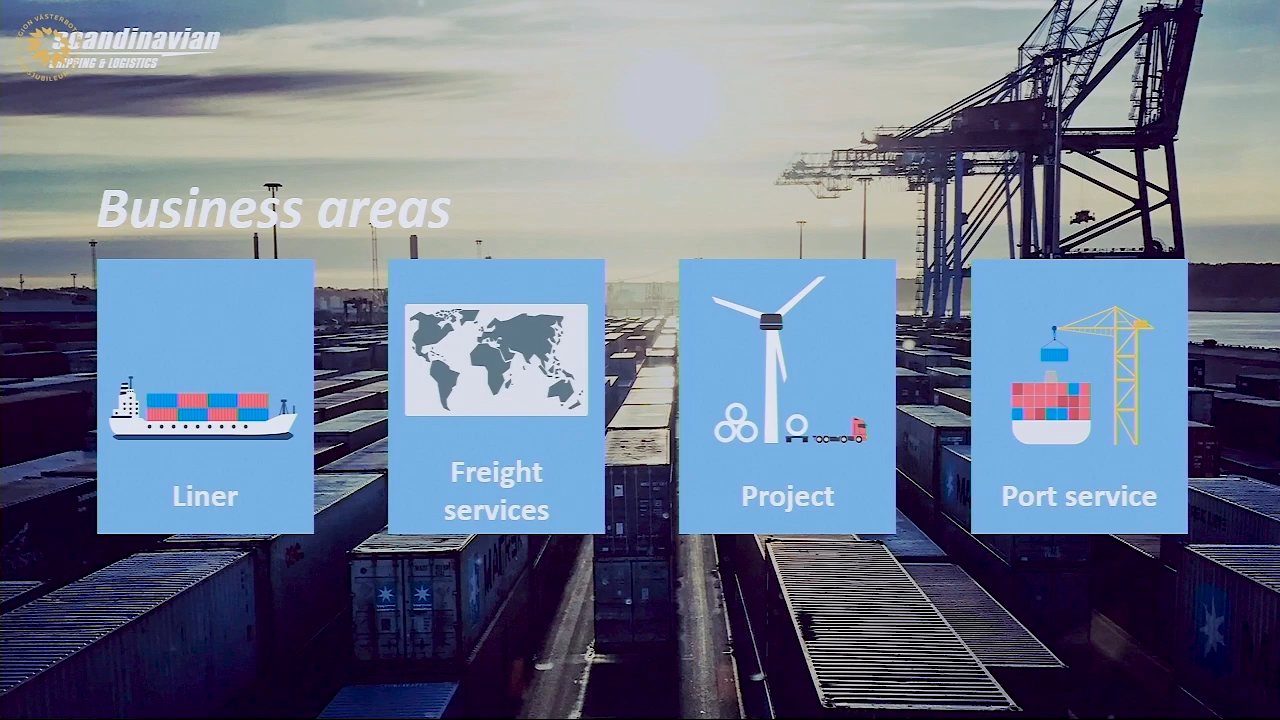 Scandinavian
SHIPPING & LOGISTICS
Business areas
Liner
Freight
services
Project
Port service